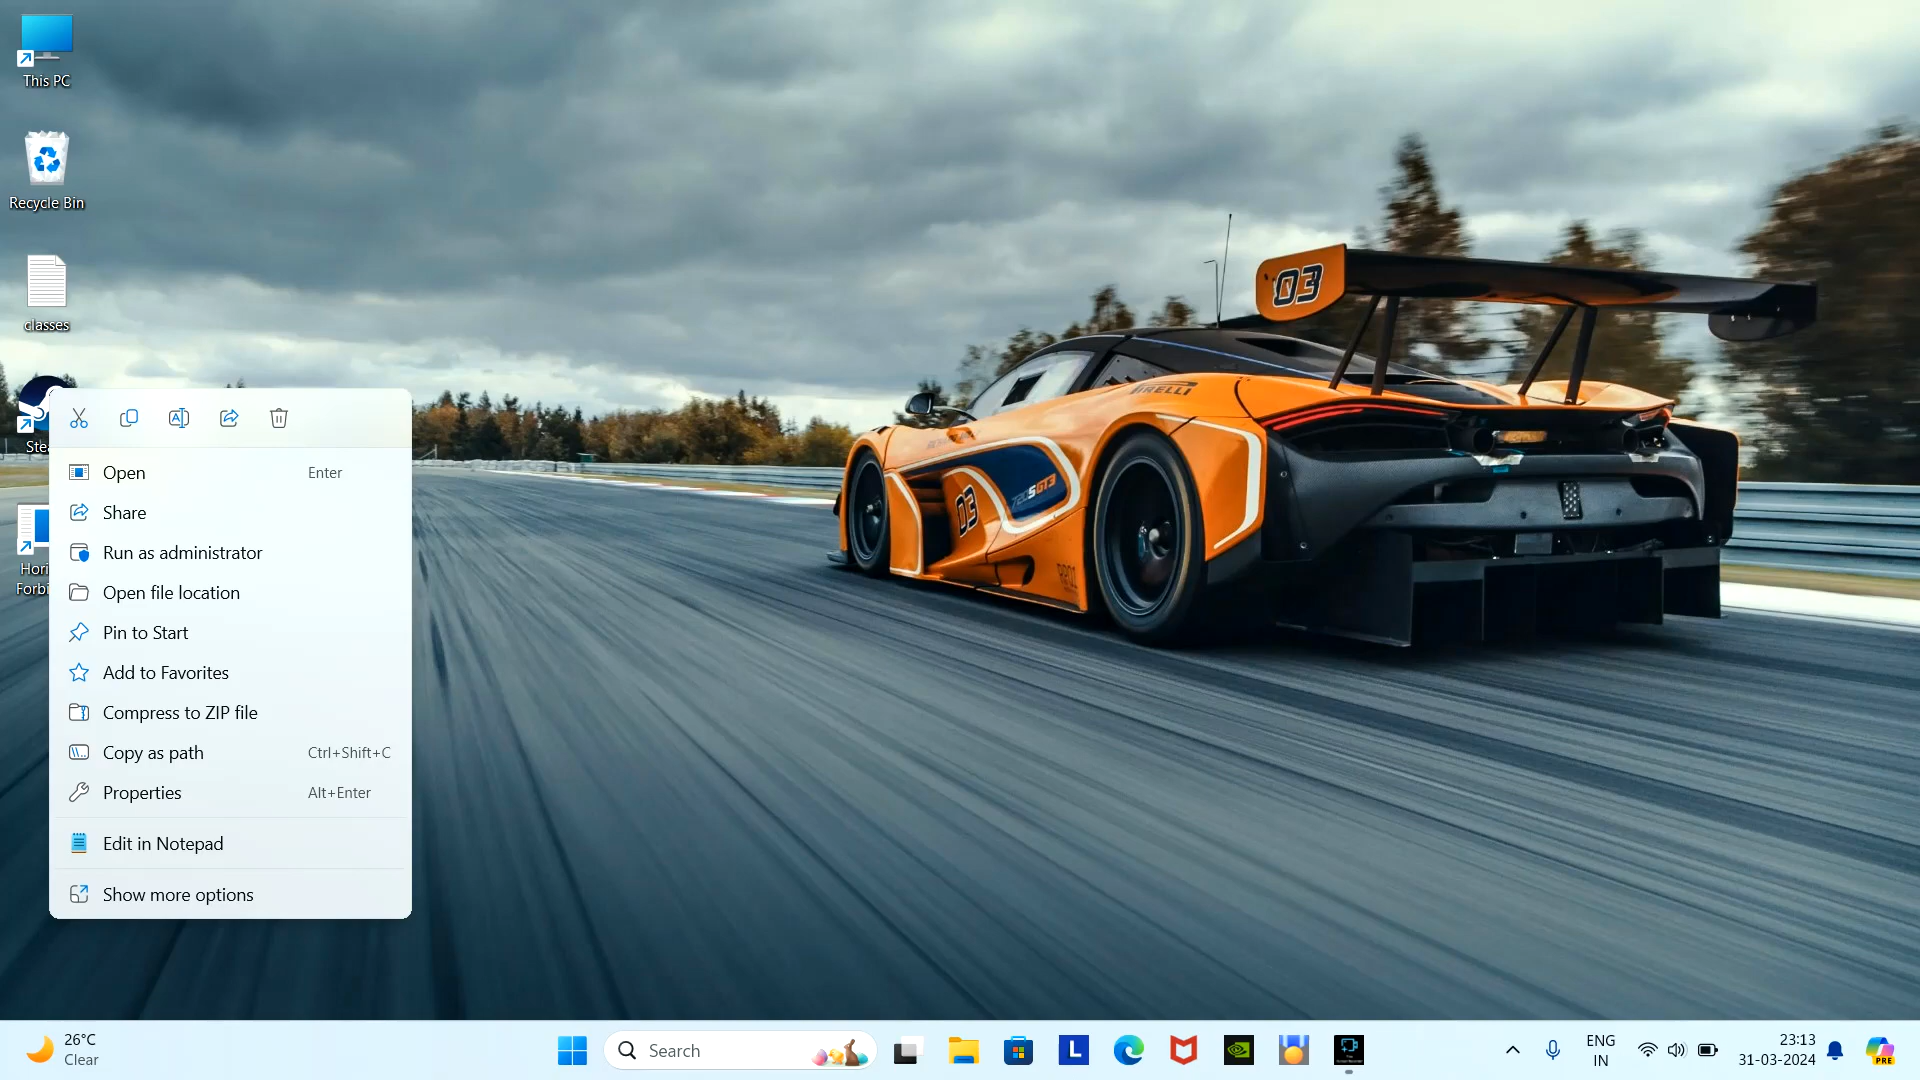 This PC
Recycle Bin
classes
Stea
Hori
Forbi
Open Enter
Share
Run as administrator
Open file location
Pin to Start
Add to Favorites
Compress to ZIP file
Copy as path Ctrl+Shift+C
Properties Alt+Enter
Edit in Notepad
Show more options
03
PIRELLI
03
720S GT3
26°C
Clear
Search
L
PRE
ENG
IN
23:13
31-03-2024